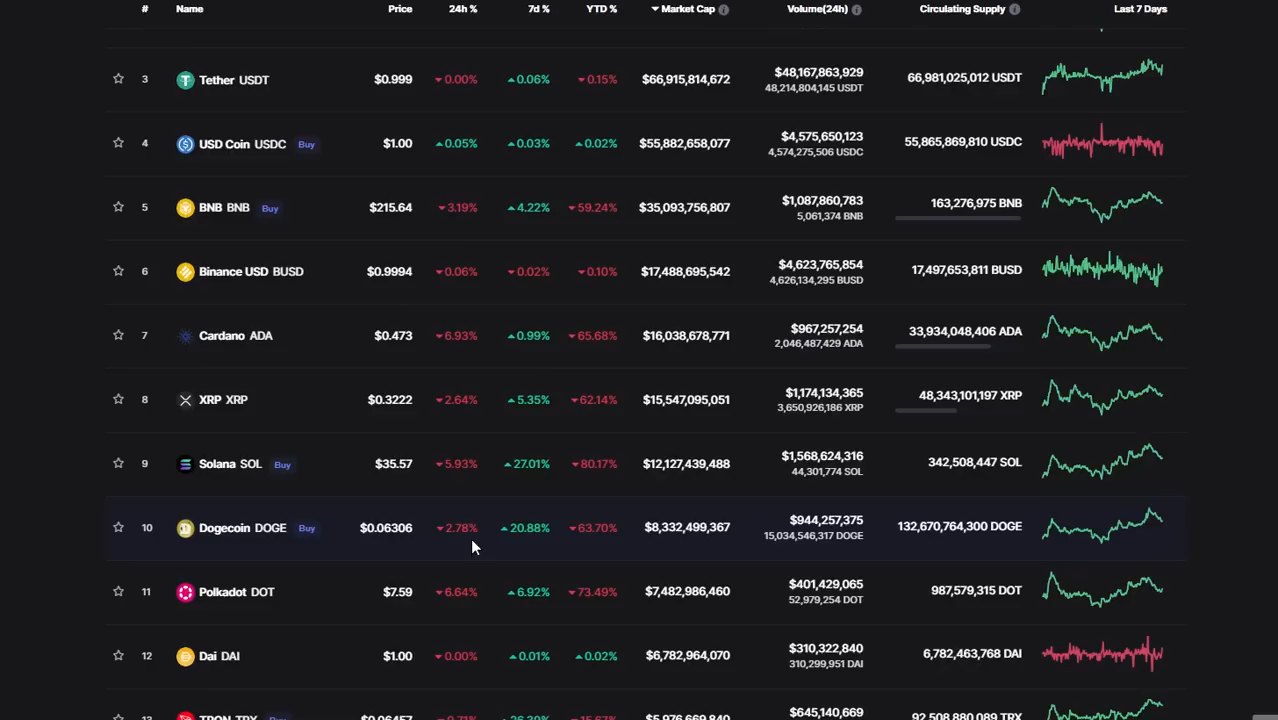 # Name Price 24h % 7d % YTD % Market Cap Volume(24h) Circulating Supply Last 7 Days
3 Tether USDT $0.999 0.00% 0.06% 0.15% $66,915,814,672 $48,167,863,929 66,981,025,012 USDT
48,214,804,145 USDT
4 USD Coin USDC Buy $1.00 0.05% 0.03% 0.02% $55,882,658,077 $4,575,650,123 55,865,869,810 USDC
4,574,275,506 USDC
5 BNB BNB Buy $215.64 3.19% 4.22% 59.24% $35,093,756,807 $1,087,860,783 163,276,975 BNB
5,061,374 BNB
6 Binance USD BUSD $0.9994 0.06% 0.02% 0.10% $17,488,695,542 $4,623,765,854 17,497,653,811 BUSD
4,626,134,295 BUSD
7 Cardano ADA $0.473 6.93% 0.99% 65.68% $16,038,678,771 $967,257,254 33,934,048,406 ADA
2,046,487,429 ADA
8 XRP XRP $0.3222 2.64% 5.35% 62.14% $15,547,095,051 $1,174,134,365 48,343,101,197 XRP
3,650,926,186 XRP
9 Solana SOL Buy $35.57 5.93% 27.01% 80.17% $12,127,439,488 $1,568,624,316 342,508,447 SOL
44,301,774 SOL
10 Dogecoin DOGE Buy $0.06306 2.78% 20.88% 63.70% $8,332,499,367 $944,257,375 132,670,764,300 DOGE
15,034,546,317 DOGE
11 Polkadot DOT $7.59 6.64% 6.92% 73.49% $7,482,986,460 $401,429,065 987,579,315 DOT
52,979,254 DOT
12 Dai DAI $1.00 0.00% 0.01% 0.02% $6,782,964,070 $310,322,840 6,782,463,768 DAI
310,299,951 DAI
13 TRON TRX Buy $0.06457 $5,976,669,840 $645,140,669 92,508,880,089 TRX